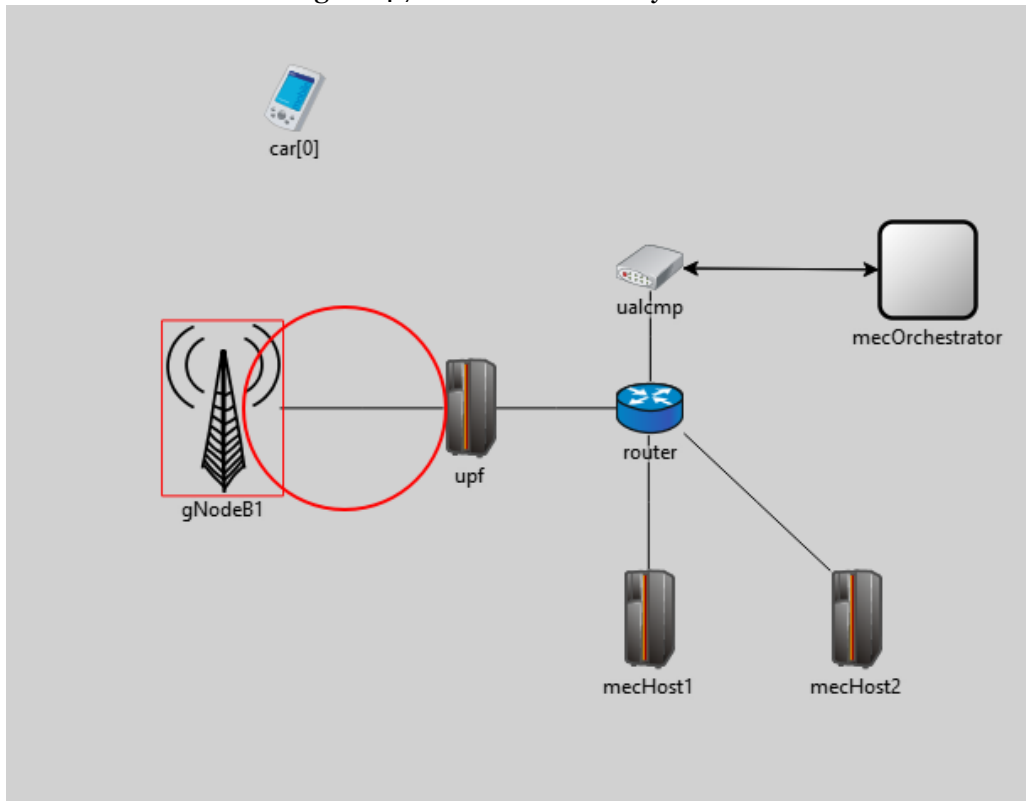 car[0]
ualcmp
mecOrchestrator
router
upf
gNodeB1
mecHost1
mecHost2